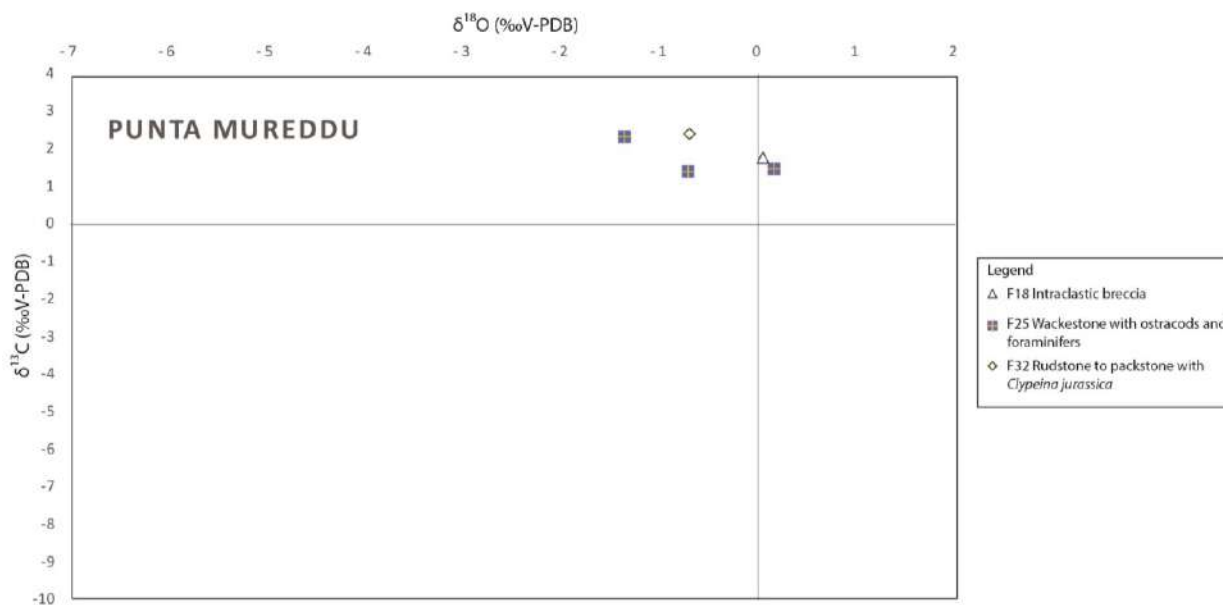 δ18O (‰V-PDB)
-7 -6 -5 -4 -3 -2 -1 0 1 2
4
PUNTA MUREDDU
3
2
1
0
-1
-2
-3
-4
-5
-6
-7
-8
-9
-10
δ13C (‰V-PDB)
Legend
F18 Intraclastic breccia
F25 Wackestone with ostracods and
foraminifers
F32 Rudstone to packstone with
Clypeina jurassica